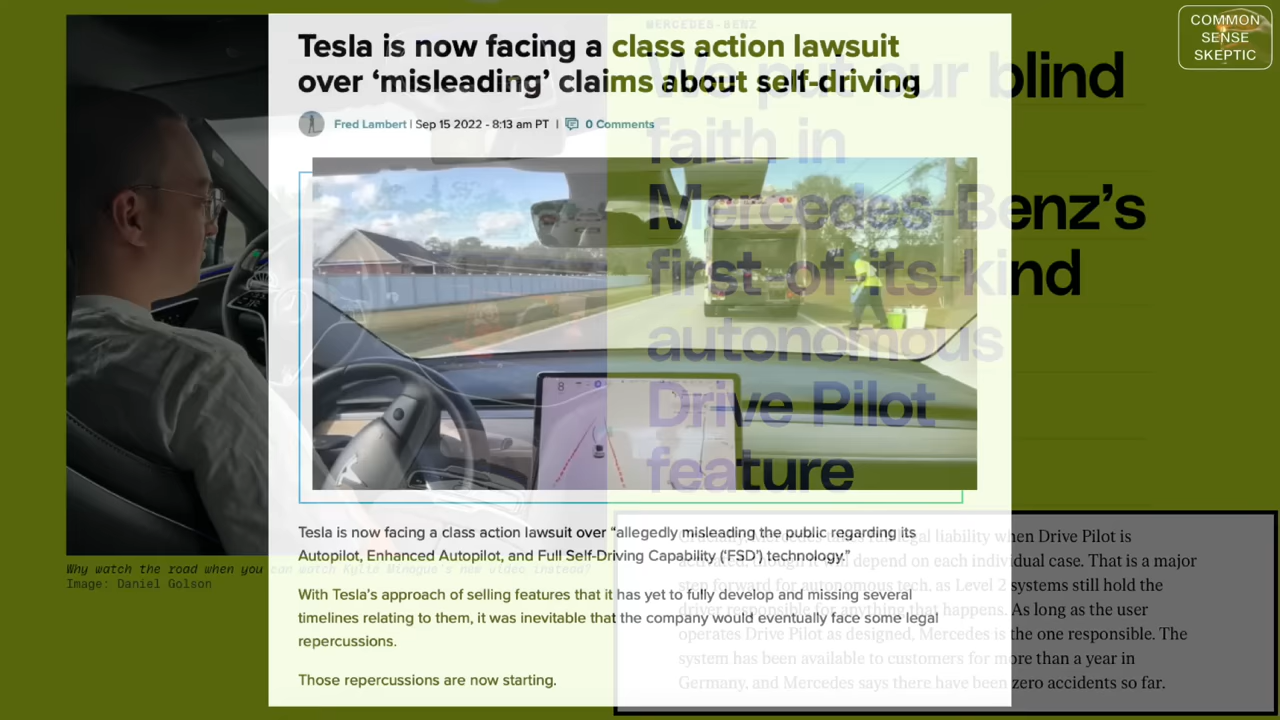 COMMON
SENSE
SKEPTIC
Tesla is now facing a class action lawsuit
over ‘misleading’ claims about self-driving
Fred Lambert | Sep 15 2022 - 8:13 am PT | 0 Comments
8
Tesla is now facing a class action lawsuit over “allegedly misleading the public regarding its
Autopilot, Enhanced Autopilot, and Full Self-Driving Capability (‘FSD’) technology.”
With Tesla’s approach of selling features that it has yet to fully develop and missing several
timelines relating to them, it was inevitable that the company would eventually face some legal
repercussions.
Those repercussions are now starting.
MERCEDES-BENZ
We put our blind
faith in
Mercedes-Benz’s
first-of-its-kind
autonomous
Drive Pilot
feature
Why watch the road when you can watch Kylie Minogue's new video instead?
Image: Daniel Golson
Mercedes legal liability when Drive Pilot is
activated, though it will depend on each individual case. That is a major
step forward for autonomous tech, as Level 2 systems still hold the
driver responsible for anything that happens. As long as the user
operates Drive Pilot as designed, Mercedes is the one responsible. The
system has been available to customers for more than a year in
Germany, and Mercedes says there have been zero accidents so far.